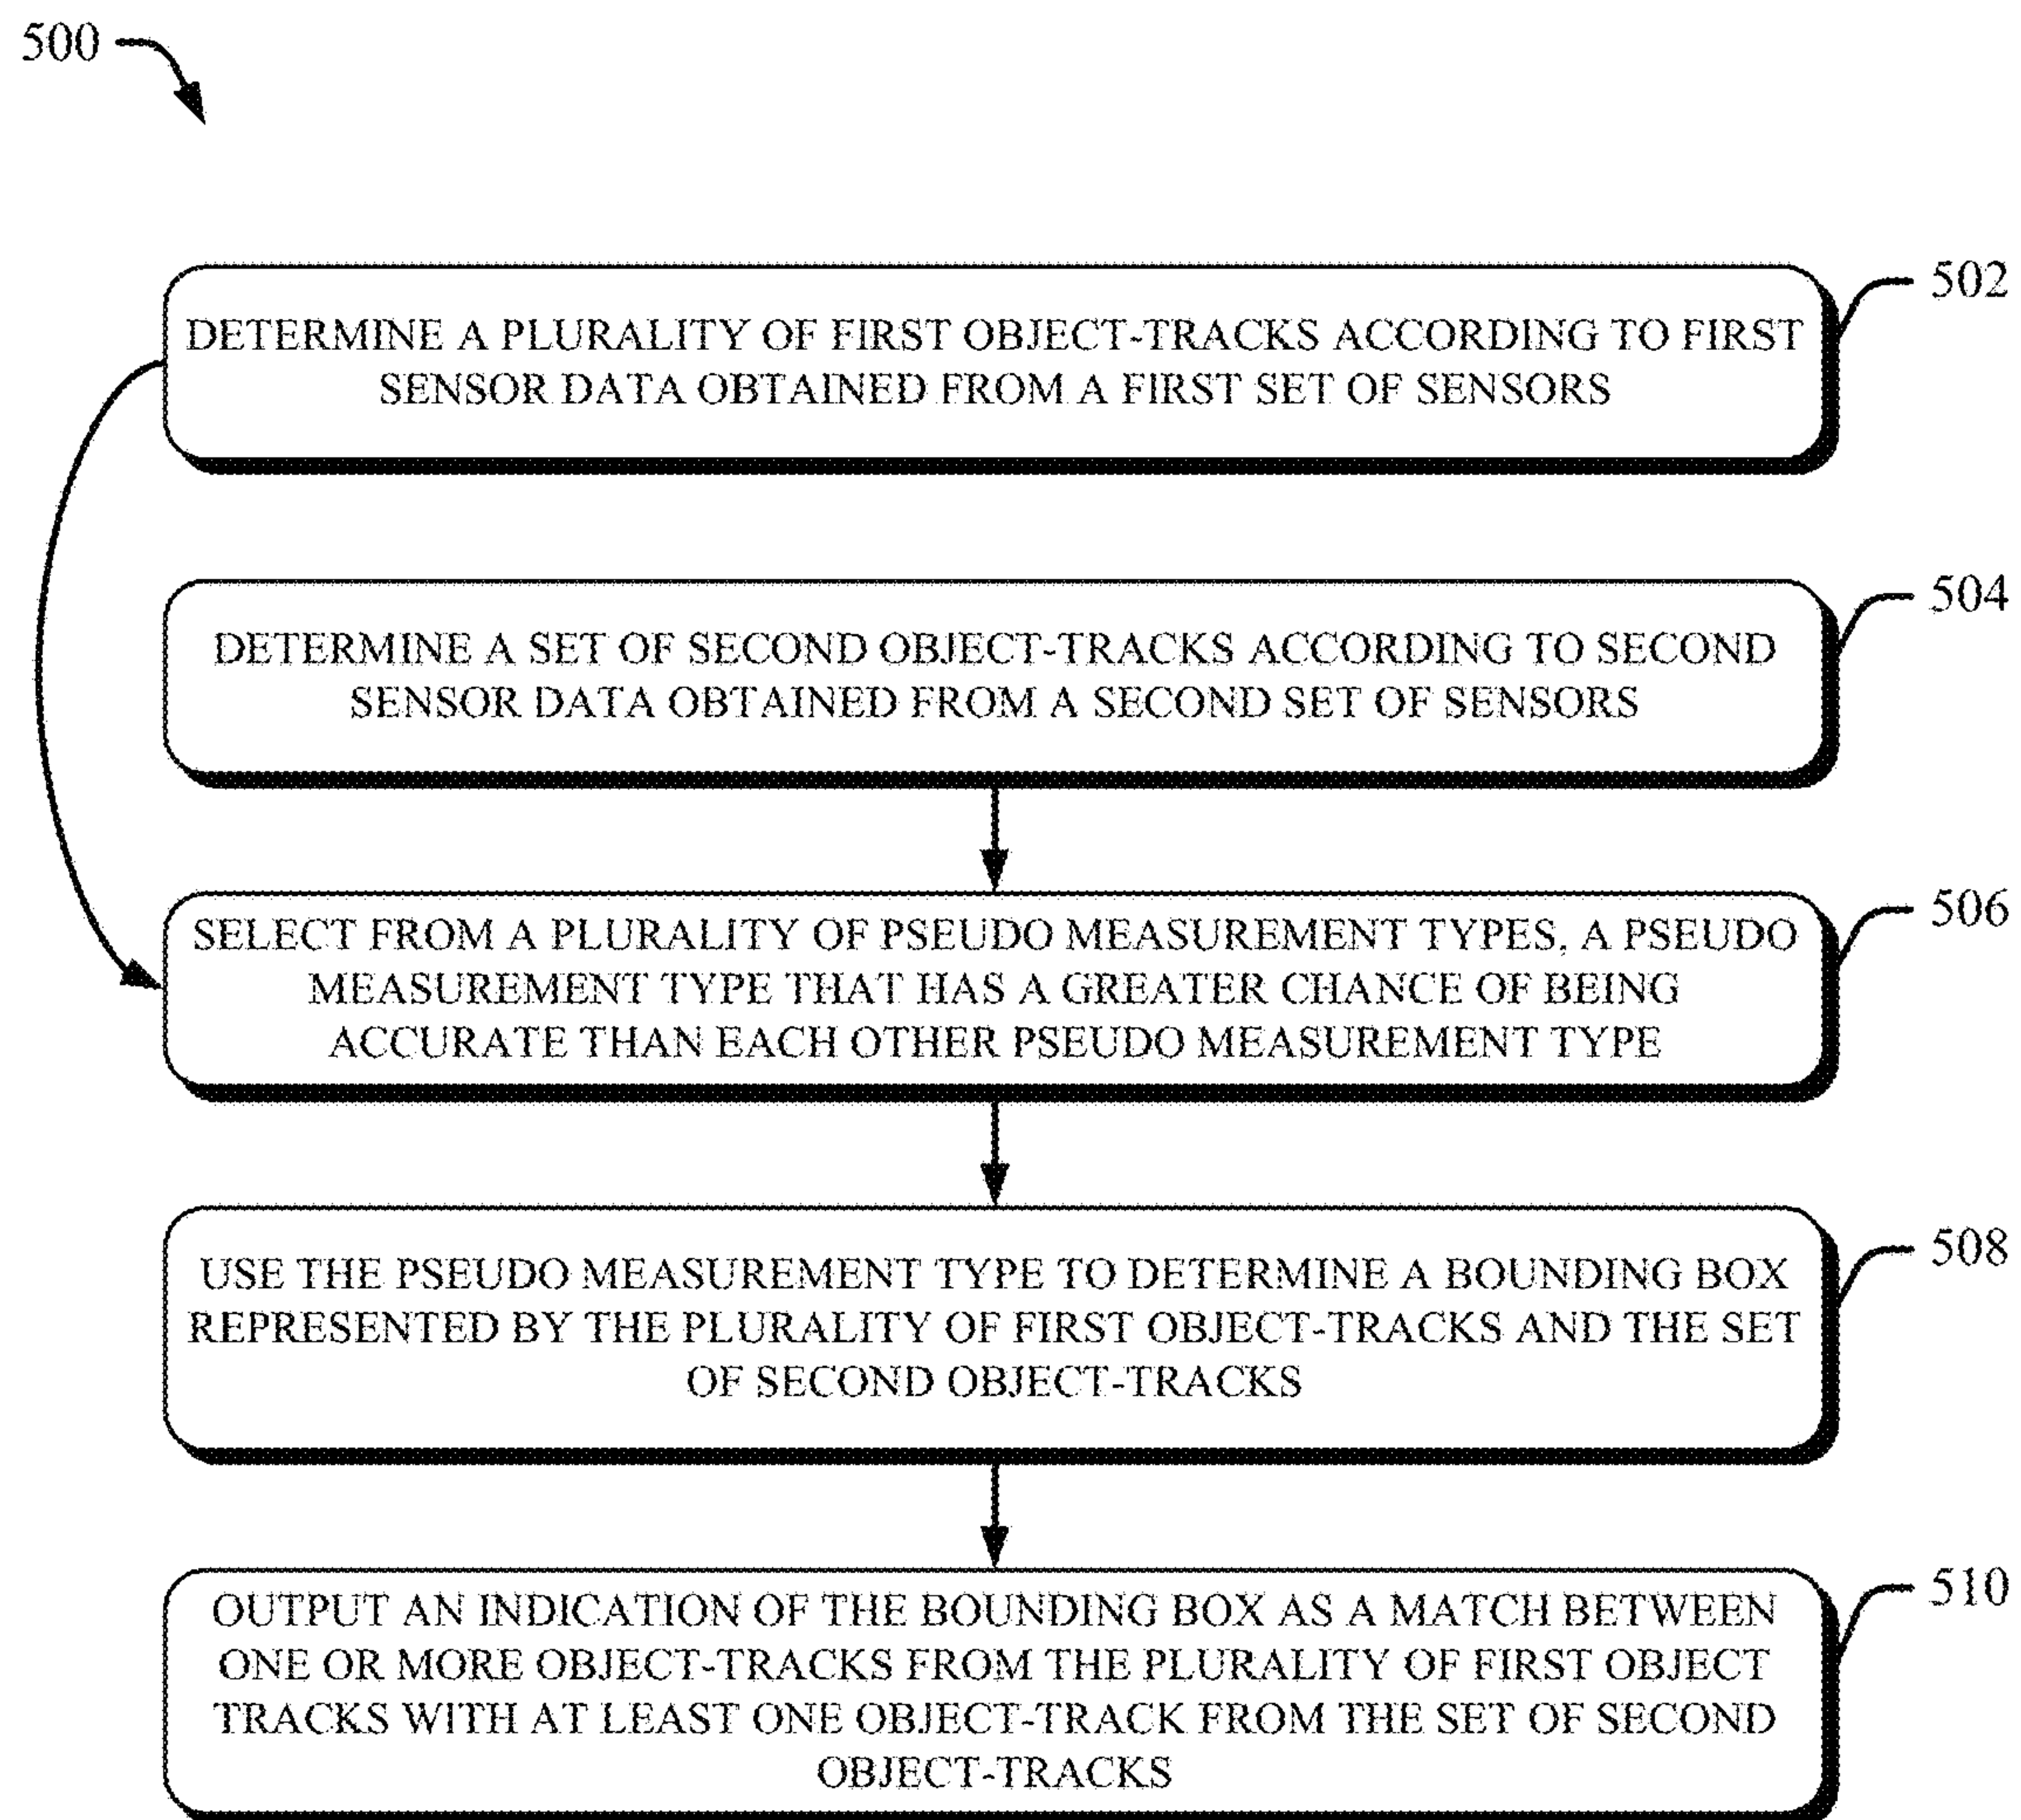 500
502
DETERMINE A PLURALITY OF FIRST OBJECT-TRACKS ACCORDING TO FIRST
SENSOR DATA OBTAINED FROM A FIRST SET OF SENSORS
504
DETERMINE A SET OF SECOND OBJECT-TRACKS ACCORDING TO SECOND
SENSOR DATA OBTAINED FROM A SECOND SET OF SENSORS
506
SELECT FROM A PLURALITY OF PSEUDO MEASUREMENT TYPES, A PSEUDO
MEASUREMENT TYPE THAT HAS A GREATER CHANCE OF BEING
ACCURATE THAN EACH OTHER PSEUDO MEASUREMENT TYPE
508
USE THE PSEUDO MEASUREMENT TYPE TO DETERMINE A BOUNDING BOX
REPRESENTED BY THE PLURALITY OF FIRST OBJECT-TRACKS AND THE SET
OF SECOND OBJECT-TRACKS
510
OUTPUT AN INDICATION OF THE BOUNDING BOX AS A MATCH BETWEEN
ONE OR MORE OBJECT-TRACKS FROM THE PLURALITY OF FIRST OBJECT
TRACKS WITH AT LEAST ONE OBJECT-TRACK FROM THE SET OF SECOND
OBJECT-TRACKS